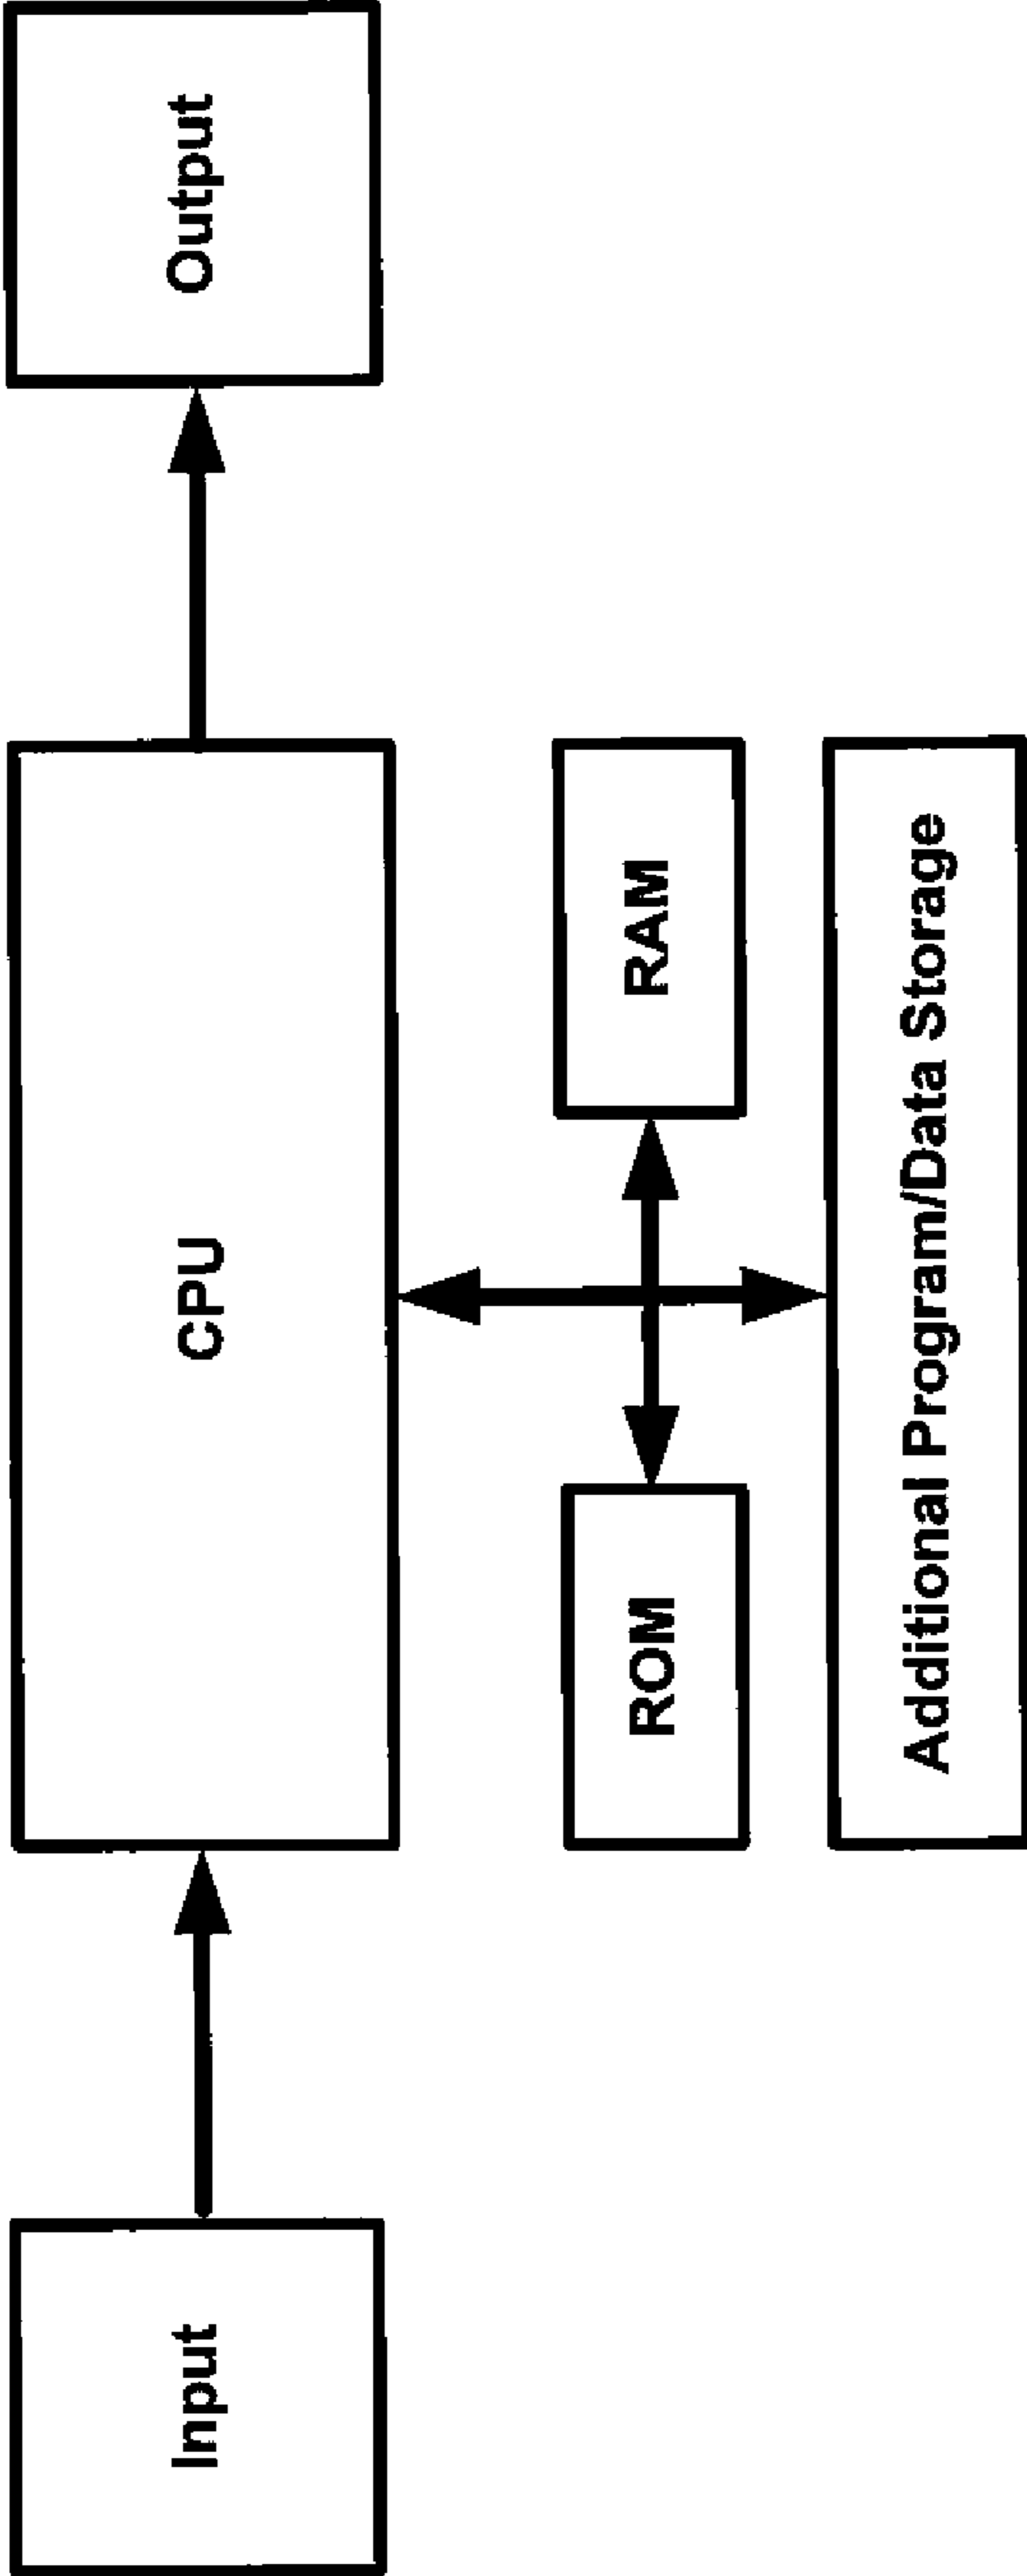 Input
CPU
Output
ROM
RAM
Additional Program/Data Storage